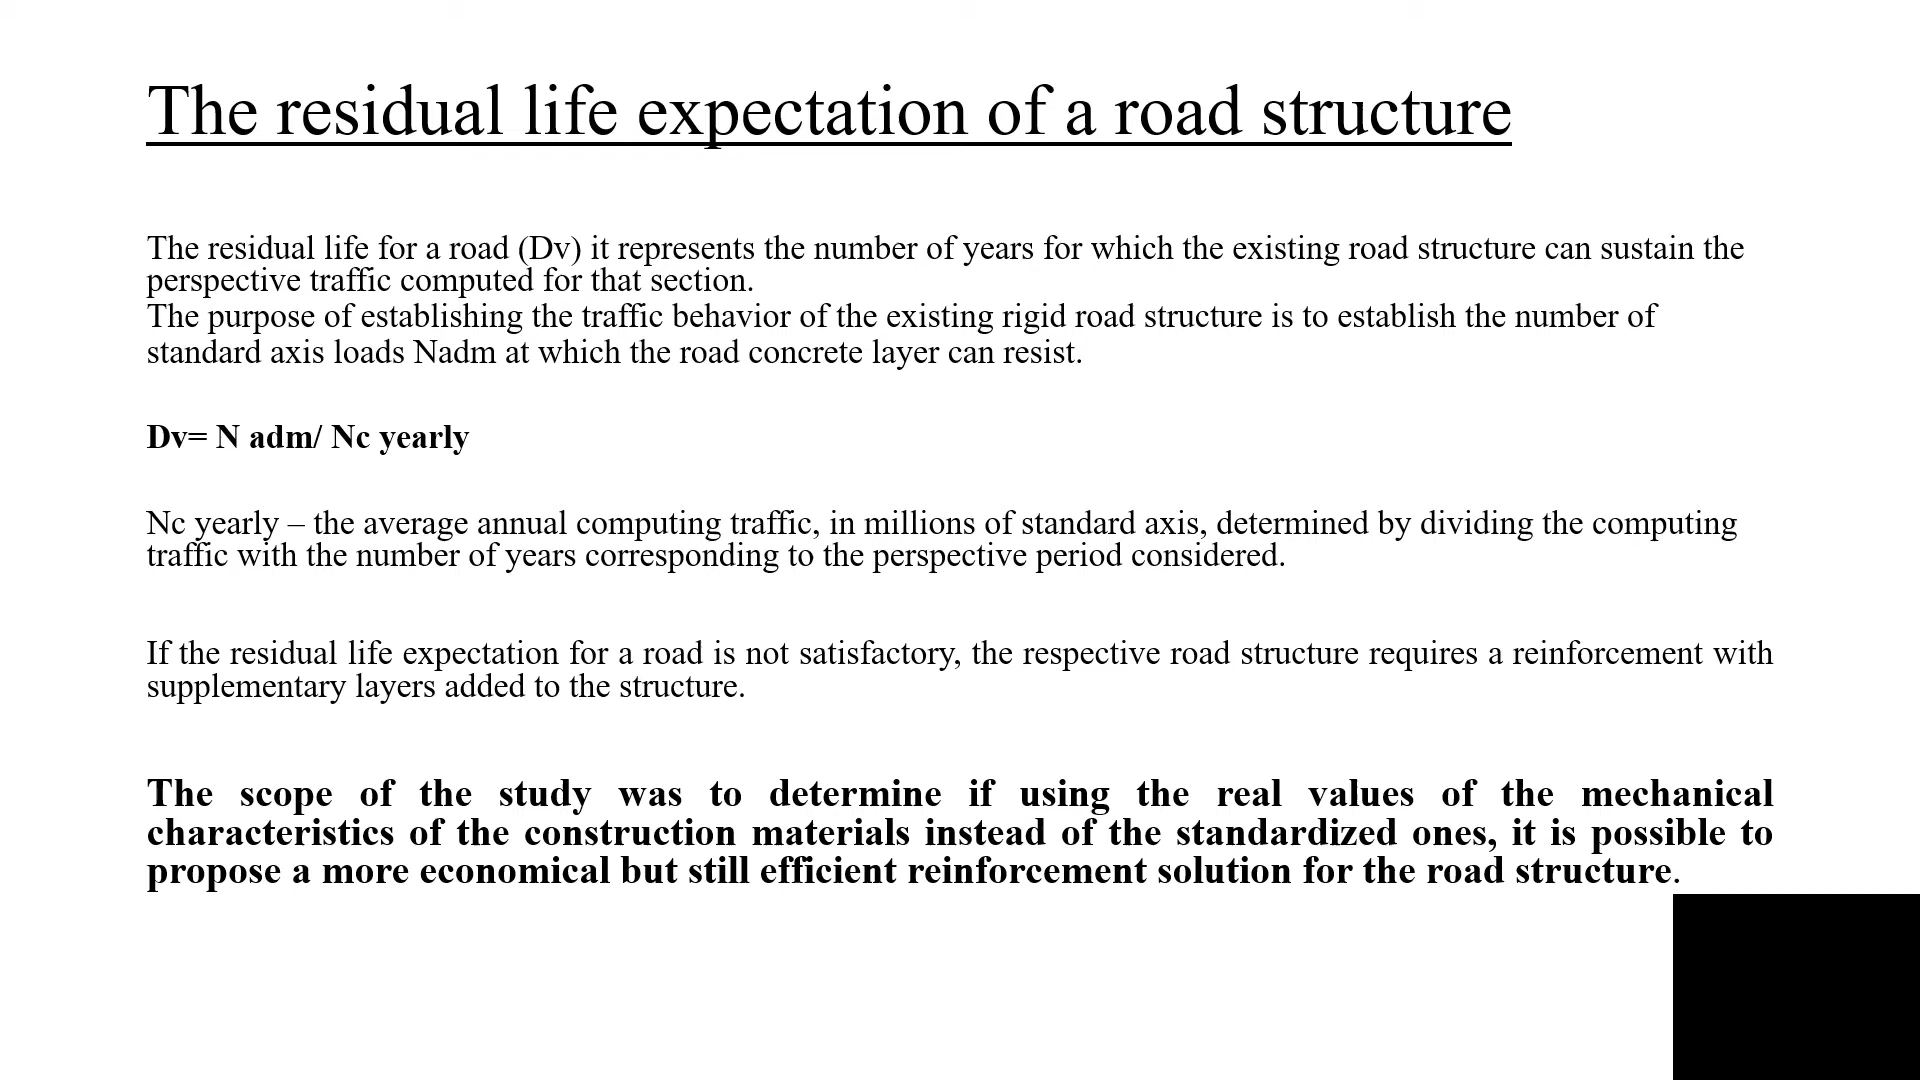 The residual life expectation of a road structure
The residual life for a road (Dv) it represents the number of years for which the existing road structure can sustain the
perspective traffic computed for that section.
The purpose of establishing the traffic behavior of the existing rigid road structure is to establish the number of
standard axis loads Nadm at which the road concrete layer can resist.
Dv= N adm/ Nc yearly
Nc yearly – the average annual computing traffic, in millions of standard axis, determined by dividing the computing
traffic with the number of years corresponding to the perspective period considered.
If the residual life expectation for a road is not satisfactory, the respective road structure requires a reinforcement with
supplementary layers added to the structure.
The scope of the study was to determine if using the real values of the mechanical
characteristics of the construction materials instead of the standardized ones, it is possible to
propose a more economical but still efficient reinforcement solution for the road structure.